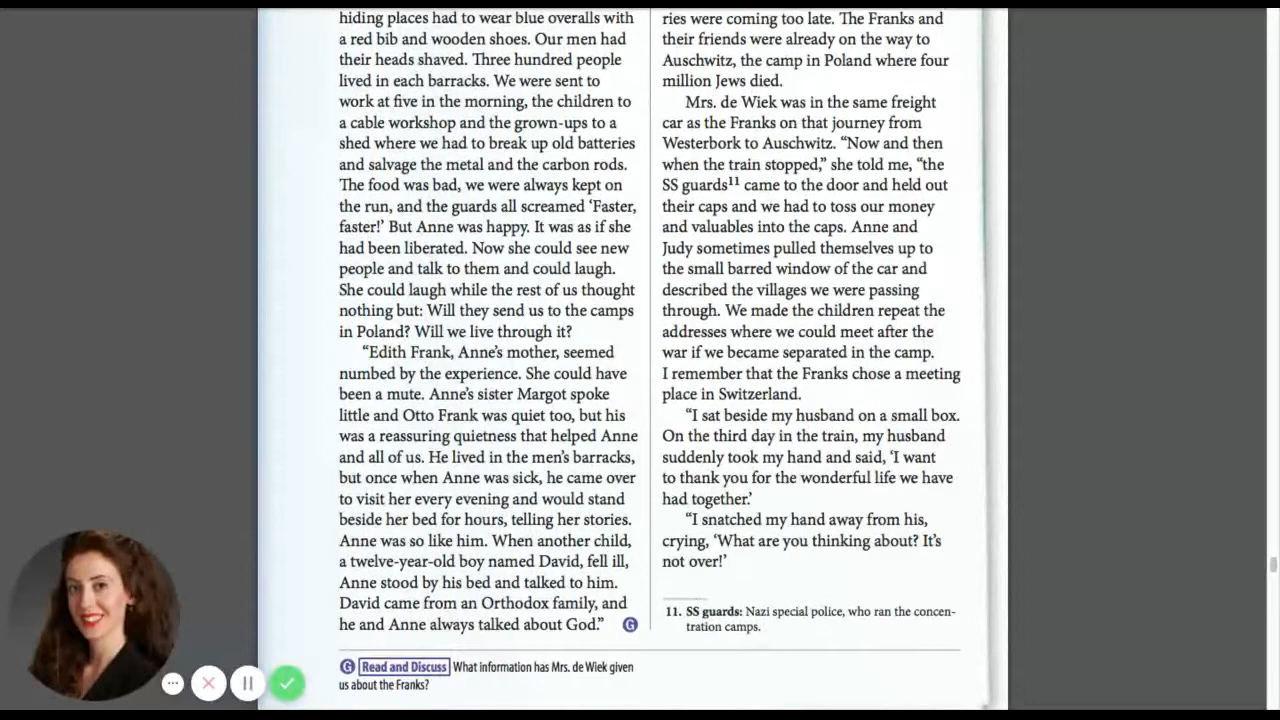 hiding places had to wear blue overalls with
a red bib and wooden shoes. Our men had
their heads shaved. Three hundred people
lived in each barracks. We were sent to
work at five in the morning, the children to
a cable workshop and the grown-ups to a
shed where we had to break up old batteries
and salvage the metal and the carbon rods.
The food was bad, we were always kept on
the run, and the guards all screamed ‘Faster,
faster!’ But Anne was happy. It was as if she
had been liberated. Now she could see new
people and talk to them and could laugh.
She could laugh while the rest of us thought
nothing but: Will they send us to the camps
in Poland? Will we live through it?
“Edith Frank, Anne’s mother, seemed
numbed by the experience. She could have
been a mute. Anne’s sister Margot spoke
little and Otto Frank was quiet too, but his
was a reassuring quietness that helped Anne
and all of us. He lived in the men’s barracks,
but once when Anne was sick, he came over
to visit her every evening and would stand
beside her bed for hours, telling her stories.
Anne was so like him. When another child,
a twelve-year-old boy named David, fell ill,
Anne stood by his bed and talked to him.
David came from an Orthodox family, and
he and Anne always talked about God.” G
ries were coming too late. The Franks and
their friends were already on the way to
Auschwitz, the camp in Poland where four
million Jews died.
Mrs. de Wiek was in the same freight
car as the Franks on that journey from
Westerbork to Auschwitz. “Now and then
when the train stopped,” she told me, “the
SS guards¹¹ came to the door and held out
their caps and we had to toss our money
and valuables into the caps. Anne and
Judy sometimes pulled themselves up to
the small barred window of the car and
described the villages we were passing
through. We made the children repeat the
addresses where we could meet after the
war if we became separated in the camp.
I remember that the Franks chose a meeting
place in Switzerland.
“I sat beside my husband on a small box.
On the third day in the train, my husband
suddenly took my hand and said, ‘I want
to thank you for the wonderful life we have
had together.’
“I snatched my hand away from his,
crying, ‘What are you thinking about? It’s
not over!’
11. SS guards: Nazi special police, who ran the concen-
tration camps.
G Read and Discuss What information has Mrs. de Wiek given
us about the Franks?